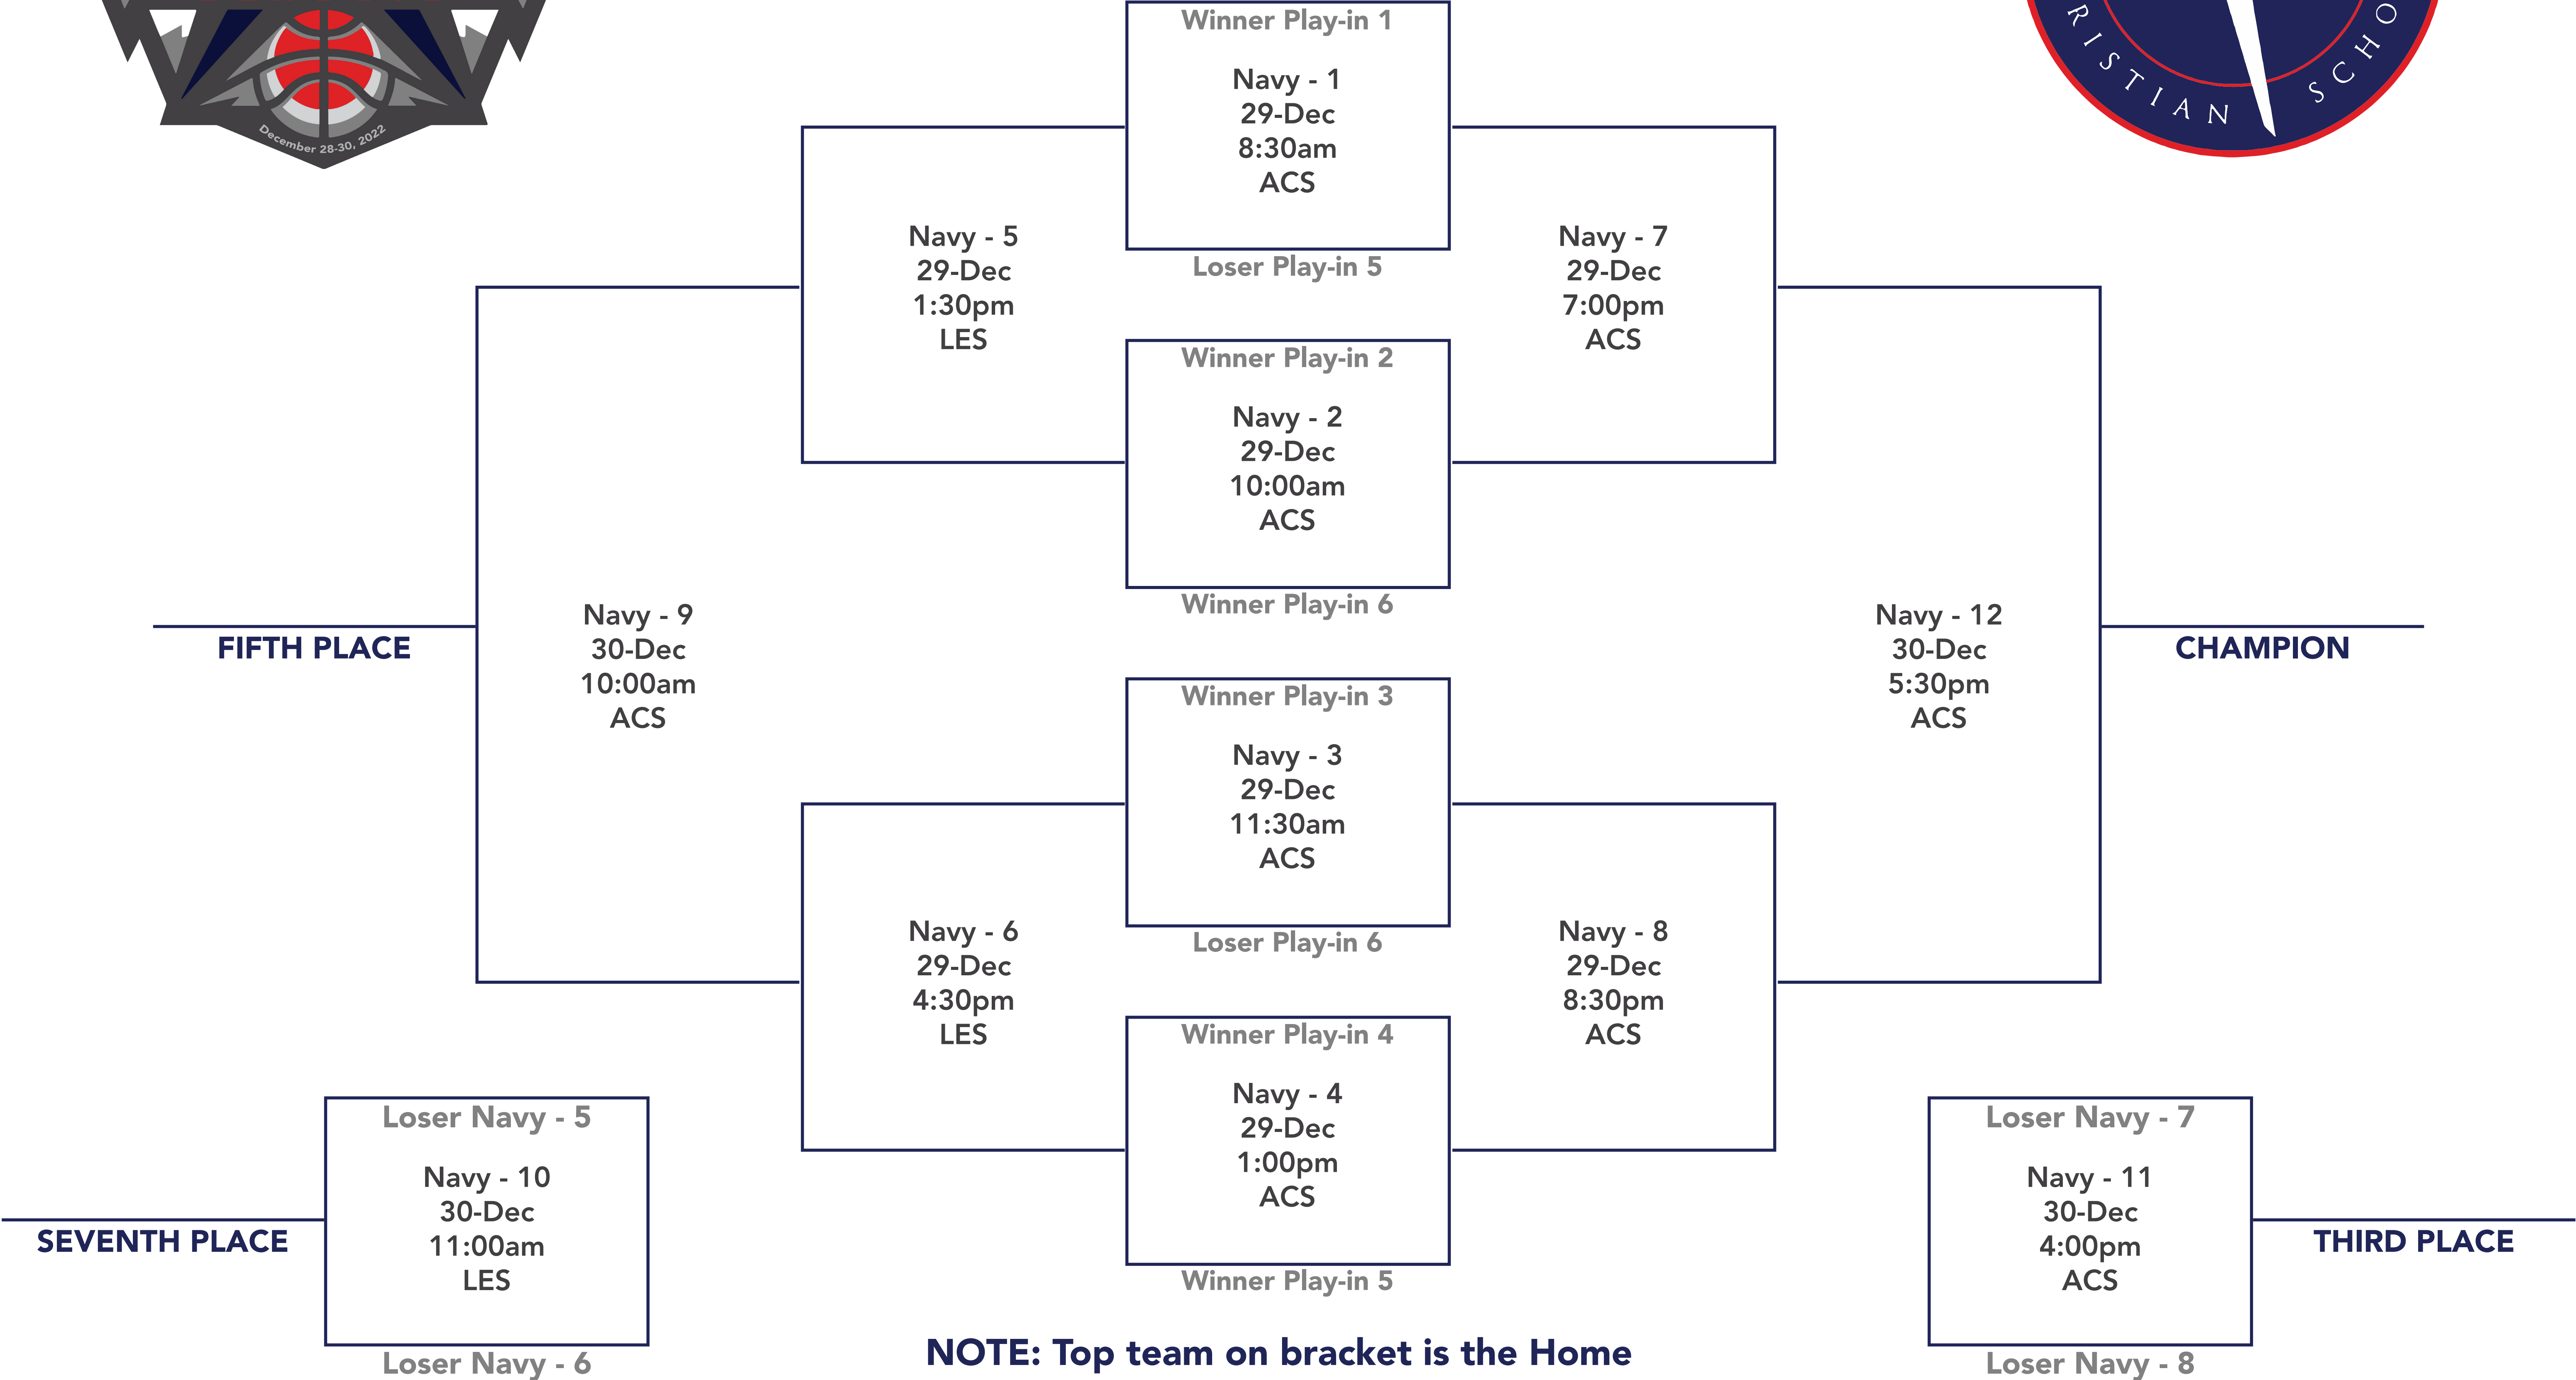 December 28-30, 2022
RISTIAN SCHO
Winner Play-in 1
Navy - 1
29-Dec
8:30am
ACS
Loser Play-in 5
Navy - 5
29-Dec
1:30pm
LES
Navy - 7
29-Dec
7:00pm
ACS
Winner Play-in 2
Navy - 2
29-Dec
10:00am
ACS
Winner Play-in 6
FIFTH PLACE
Navy - 9
30-Dec
10:00am
ACS
Navy - 12
30-Dec
5:30pm
ACS
CHAMPION
Winner Play-in 3
Navy - 3
29-Dec
11:30am
ACS
Loser Play-in 6
Navy - 6
29-Dec
4:30pm
LES
Navy - 8
29-Dec
8:30pm
ACS
Winner Play-in 4
Navy - 4
29-Dec
1:00pm
ACS
Winner Play-in 5
Loser Navy - 5
Navy - 10
30-Dec
11:00am
LES
Loser Navy - 6
SEVENTH PLACE
Loser Navy - 7
Navy - 11
30-Dec
4:00pm
ACS
Loser Navy - 8
THIRD PLACE
NOTE: Top team on bracket is the Home